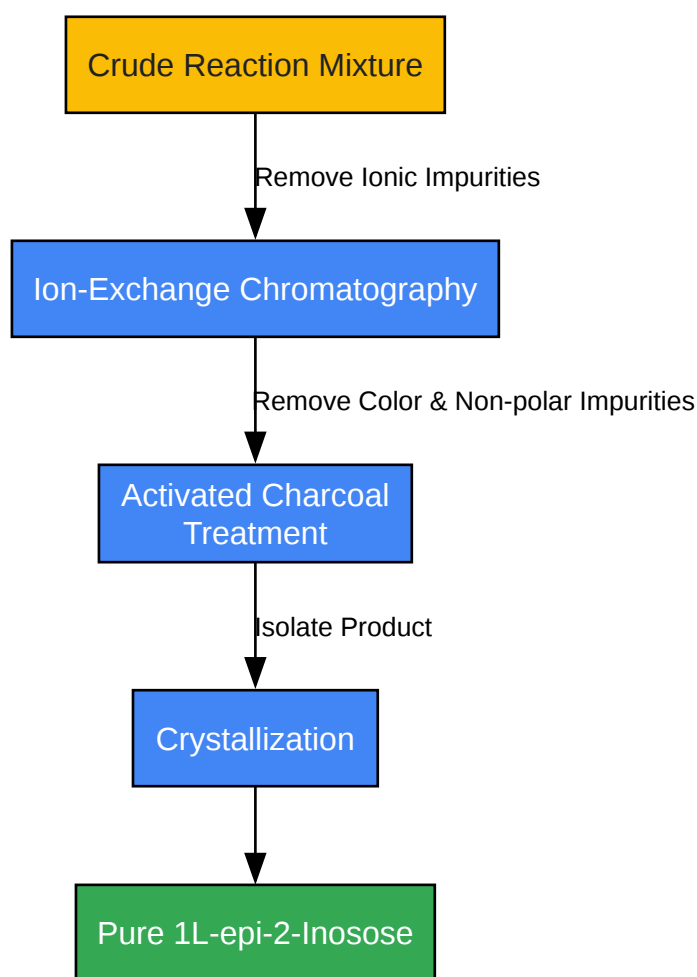 Crude Reaction Mixture
Remove Ionic Impurities
Ion-Exchange Chromatography
Remove Color & Non-polar Impurities
Activated Charcoal
Treatment
Isolate Product
Crystallization
Pure 1L-epi-2-Inosose